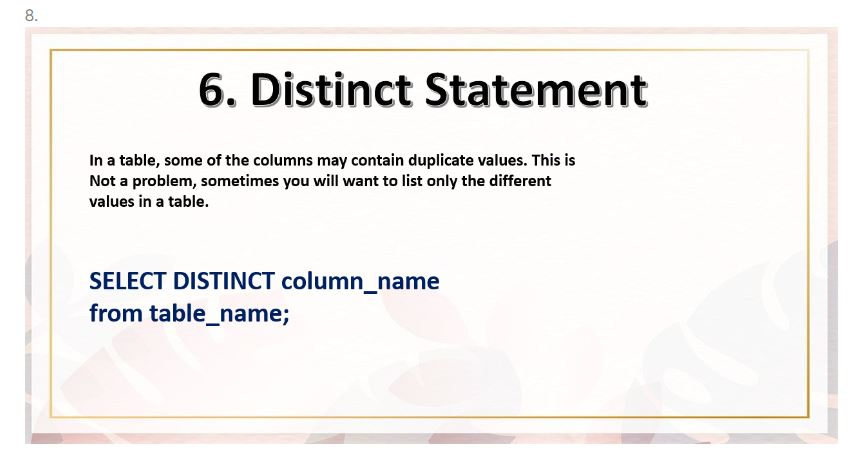 8.
6. Distinct Statement
In a table, some of the columns may contain duplicate values. This is
Not a problem, sometimes you will want to list only the different
values in a table.
SELECT DISTINCT column_name
from table_name;